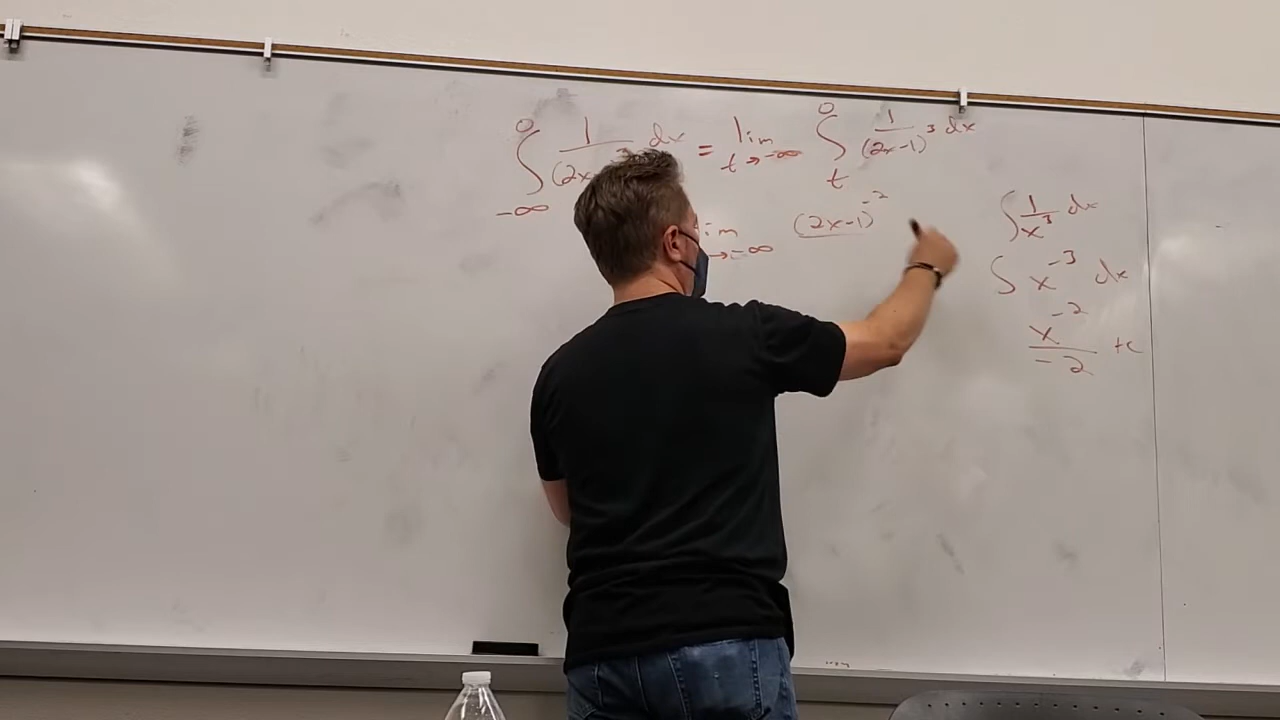 ∫_{-∞}^{0} 1/(2x dx = lim_{t→-∞} ∫_{t}^{0} 1/(2x-1)^3 dx
im →-∞ (2x-1)^{-2}
∫ 1/x^3 dx
∫ x^{-3} dx
x^{-2}/-2 +c